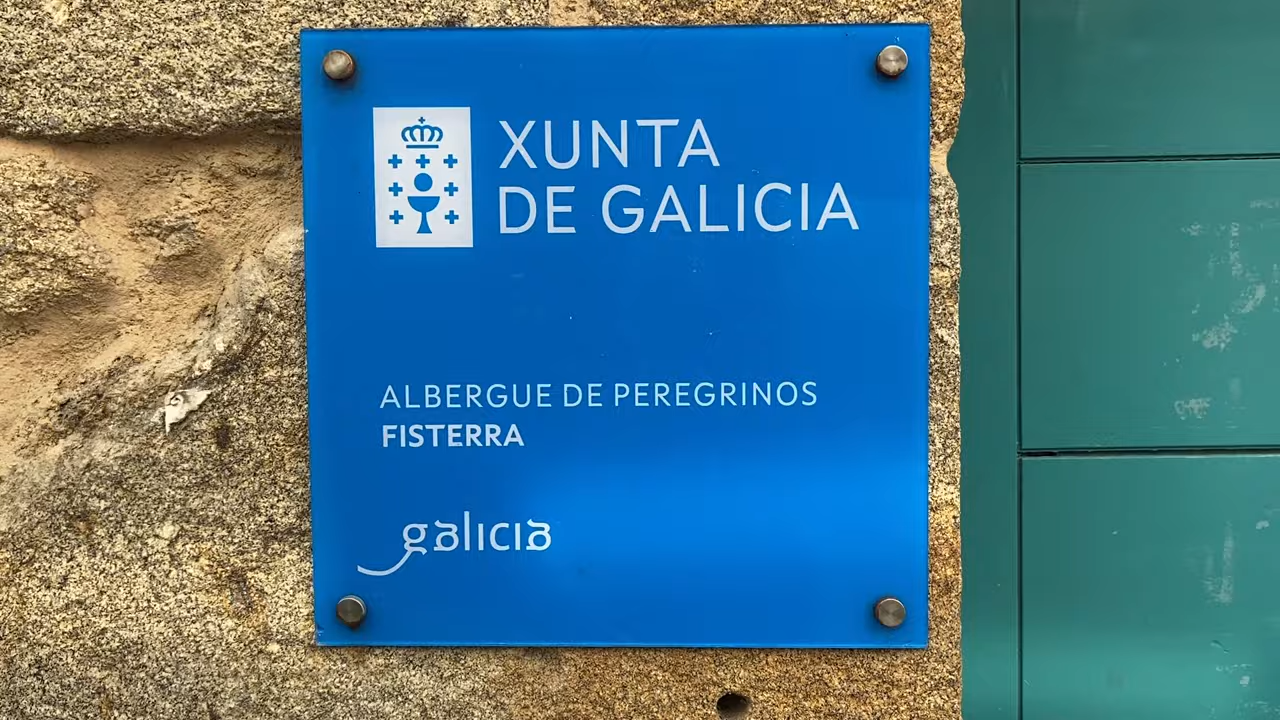 XUNTA
DE GALICIA
ALBERGUE DE PEREGRINOS
FISTERRA
galicia